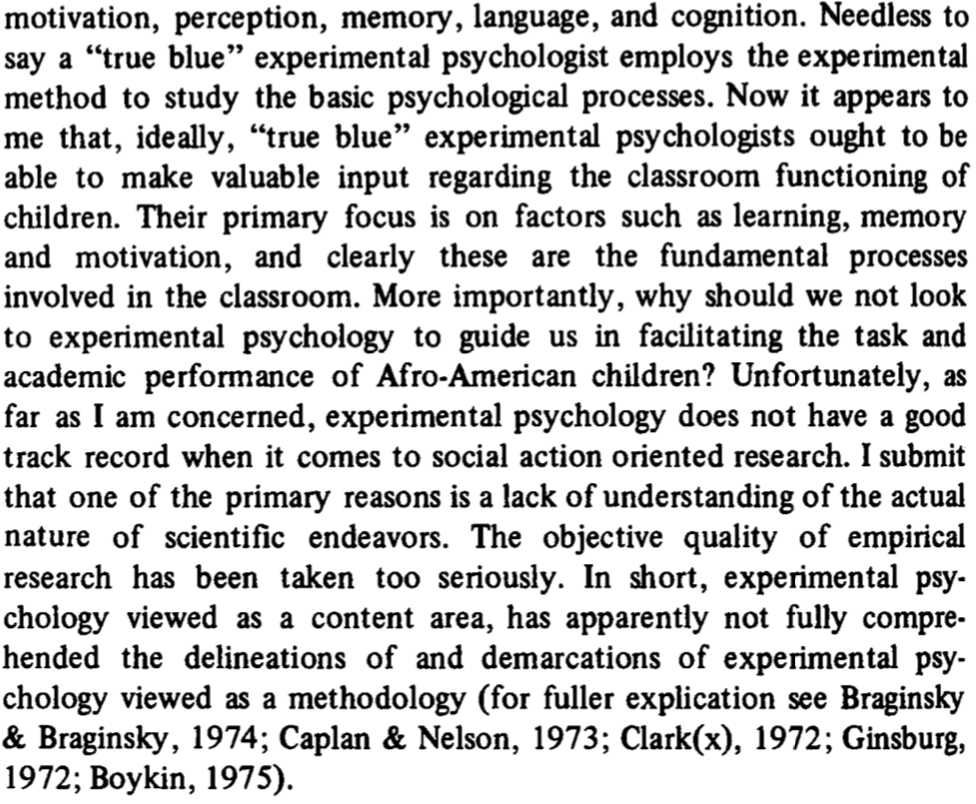 motivation, perception, memory, language, and cognition. Needless to
say a “true blue” experimental psychologist employs the experimental
method to study the basic psychological processes. Now it appears to
me that, ideally, “true blue” experimental psychologists ought to be
able to make valuable input regarding the classroom functioning of
children. Their primary focus is on factors such as learning, memory
and motivation, and clearly these are the fundamental processes
involved in the classroom. More importantly, why should we not look
to experimental psychology to guide us in facilitating the task and
academic performance of Afro-American children? Unfortunately, as
far as I am concerned, experimental psychology does not have a good
track record when it comes to social action oriented research. I submit
that one of the primary reasons is a lack of understanding of the actual
nature of scientific endeavors. The objective quality of empirical
research has been taken too seriously. In short, experimental psy-
chology viewed as a content area, has apparently not fully compre-
hended the delineations of and demarcations of experimental psy-
chology viewed as a methodology (for fuller explication see Braginsky
& Braginsky, 1974; Caplan & Nelson, 1973; Clark(x), 1972; Ginsburg,
1972; Boykin, 1975).